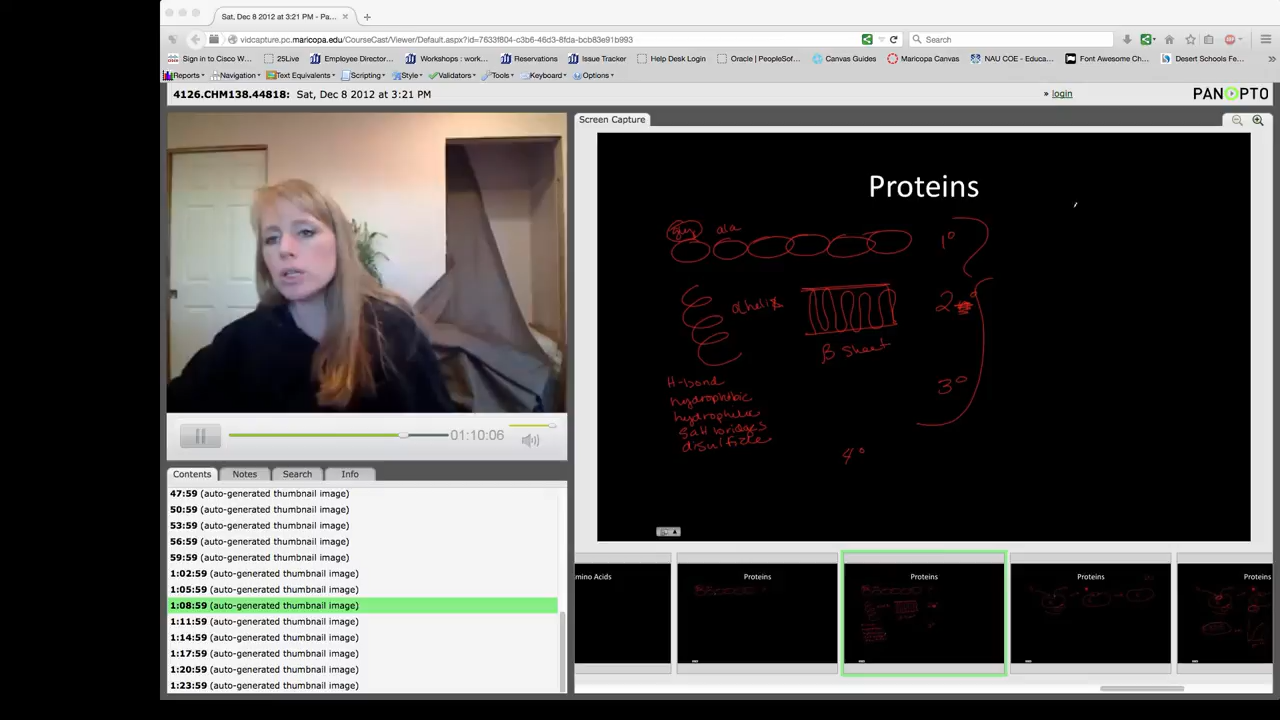 Sat, Dec 8 2012 at 3:21 PM - Pa...
vidcapture.pc.maricopa.edu/CourseCast/Viewer/Default.aspx?id=7633f804-c3b6-46d3-8fda-bcb83e91b993
Search
Sign in to Cisco W...
25Live
Employee Director...
Workshops : work...
Reservations
Issue Tracker
Help Desk Login
Oracle | PeopleSof...
Canvas Guides
Maricopa Canvas
NAU COE - Educa...
Font Awesome Ch...
Desert Schools Fe...
Reports
Navigation
Text Equivalents
Scripting
Style
Validators
Tools
Keyboard
Options
4126.CHM138.44818: Sat, Dec 8 2012 at 3:21 PM
» login
PANOPTO
Screen Capture
Proteins
gly ala
1°
α helix
β sheet
2°
3°
H-bond
hydrophobic
hydrophilic
salt bridges
disulfide
4°
01:10:06
Contents
Notes
Search
Info
47:59 (auto-generated thumbnail image)
50:59 (auto-generated thumbnail image)
53:59 (auto-generated thumbnail image)
56:59 (auto-generated thumbnail image)
59:59 (auto-generated thumbnail image)
1:02:59 (auto-generated thumbnail image)
1:05:59 (auto-generated thumbnail image)
1:08:59 (auto-generated thumbnail image)
1:11:59 (auto-generated thumbnail image)
1:14:59 (auto-generated thumbnail image)
1:17:59 (auto-generated thumbnail image)
1:20:59 (auto-generated thumbnail image)
1:23:59 (auto-generated thumbnail image)
mino Acids
Proteins
Proteins
Proteins
Proteins